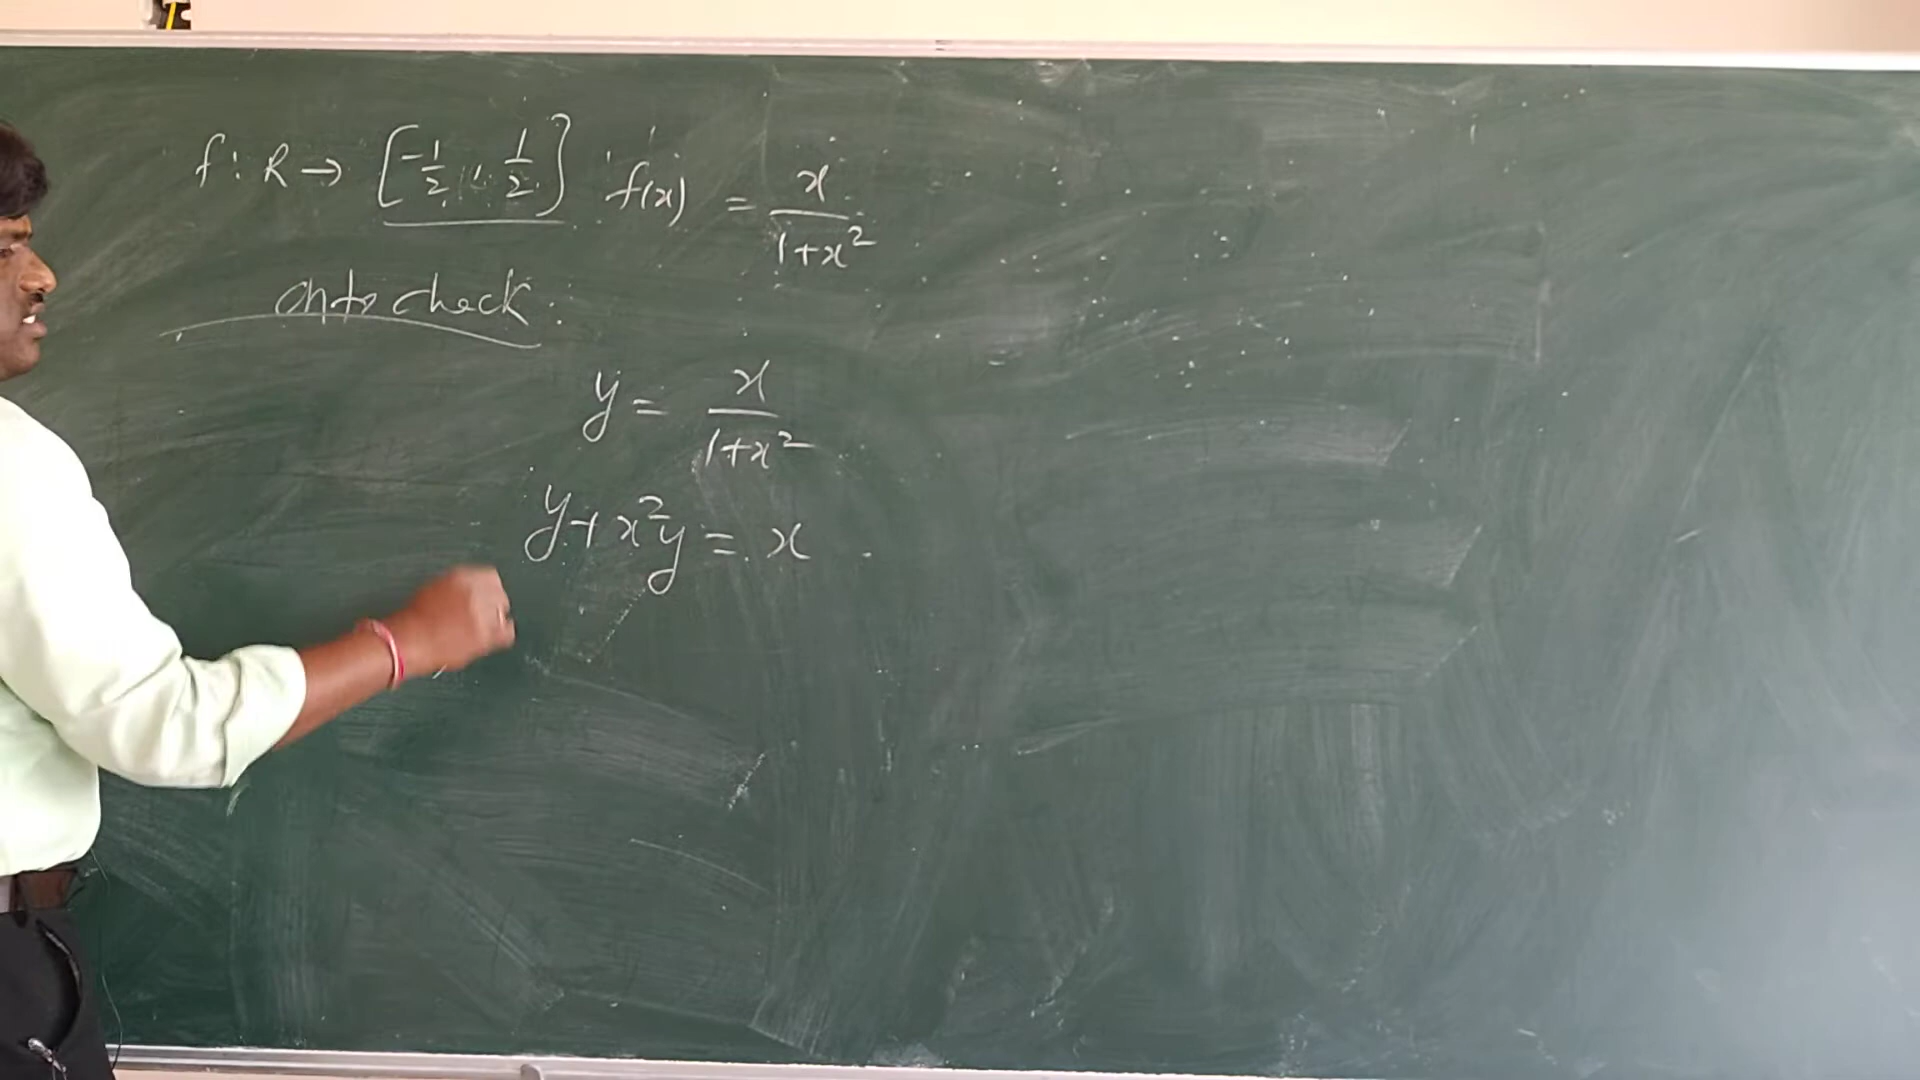 f : R → [-1/2, 1/2] f(x) = x/(1+x²)
onto check :
y = x/(1+x²)
y + x²y = x